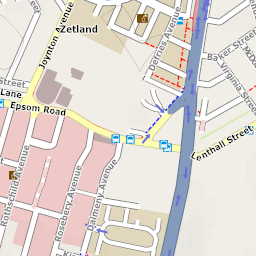 Zetland
Joynton Avenue
Defries Avenue
Baker Street
Virginia Street
Street
Lane
Epsom Road
Lenthall Street
Rothschild Avenue
Rosebery Avenue
Dalmeny Avenue